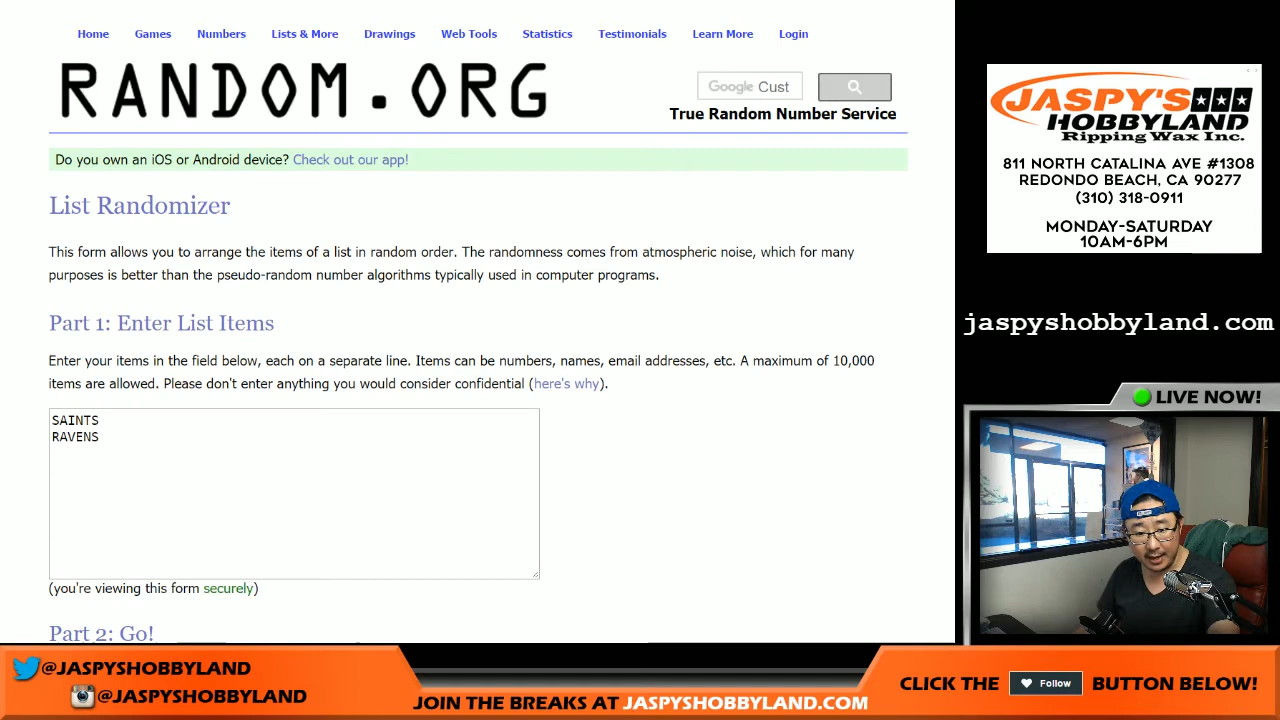 Home Games Numbers Lists & More Drawings Web Tools Statistics Testimonials Learn More Login
RANDOM.ORG
Google Cust
True Random Number Service
Do you own an iOS or Android device? Check out our app!
List Randomizer
This form allows you to arrange the items of a list in random order. The randomness comes from atmospheric noise, which for many
purposes is better than the pseudo-random number algorithms typically used in computer programs.
Part 1: Enter List Items
Enter your items in the field below, each on a separate line. Items can be numbers, names, email addresses, etc. A maximum of 10,000
items are allowed. Please don't enter anything you would consider confidential (here's why).
SAINTS
RAVENS
(you're viewing this form securely)
Part 2: Go!
JASPY'S
HOBBYLAND
Ripping Wax Inc.
811 NORTH CATALINA AVE #1308
REDONDO BEACH, CA 90277
(310) 318-0911
MONDAY-SATURDAY
10AM-6PM
jaspyshobbyland.com
LIVE NOW!
@JASPYSHOBBYLAND
@JASPYSHOBBYLAND
JOIN THE BREAKS AT JASPYSHOBBYLAND.COM
CLICK THE Follow BUTTON BELOW!